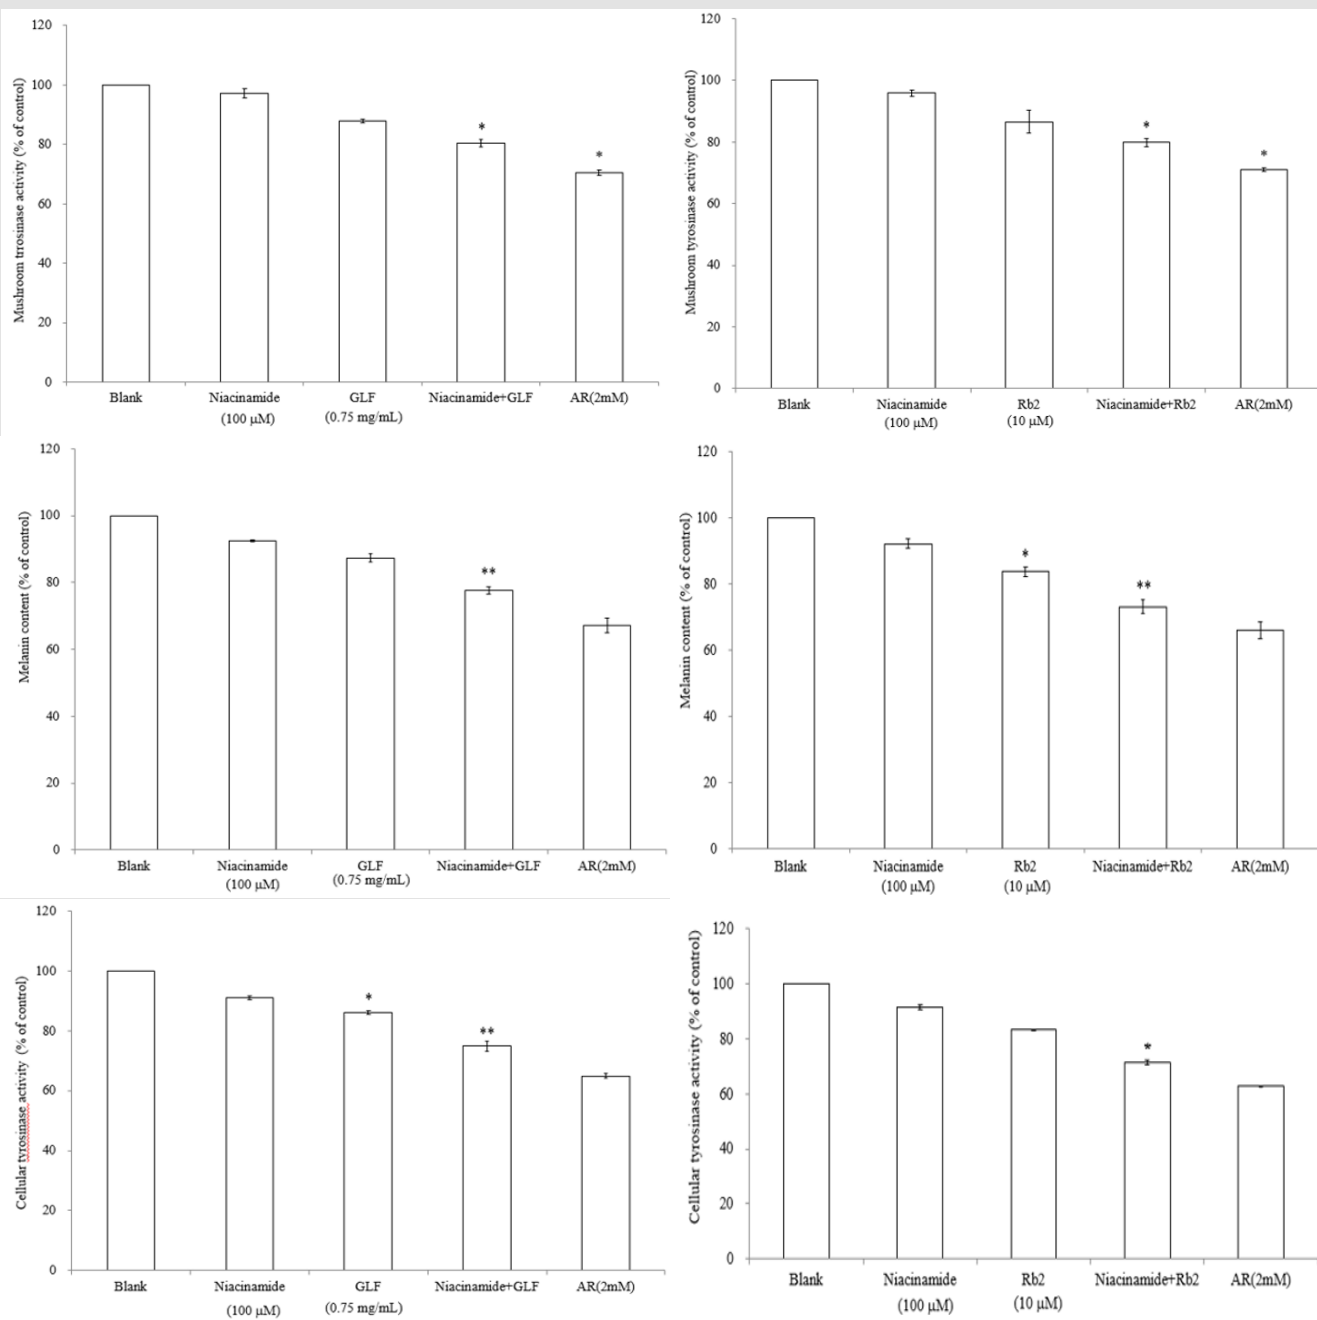 Mushroom trrosinase activity (% of control)
120
100
80
60
40
20
0
*
*
Blank Niacinamide GLF Niacinamide+GLF AR(2mM)
(100 μM) (0.75 mg/mL)
Mushroom tyrosinase activity (% of control)
120
100
80
60
40
20
0
*
*
Blank Niacinamide Rb2 Niacinamide+Rb2 AR(2mM)
(100 μM) (10 μM)
Melanin content (% of control)
120
100
80
60
40
20
0
**
Blank Niacinamide GLF Niacinamide+GLF AR(2mM)
(100 μM) (0.75 mg/mL)
Melanin content (% of control)
120
100
80
60
40
20
0
*
**
Blank Niacinamide Rb2 Niacinamide+Rb2 AR(2mM)
(100 μM) (10 μM)
Cellular tyrosinase activity (% of control)
120
100
80
60
40
20
0
*
**
Blank Niacinamide GLF Niacinamide+GLF AR(2mM)
(100 μM) (0.75 mg/mL)
Cellular tyrosinase activity (% of control)
120
100
80
60
40
20
0
*
Blank Niacinamide Rb2 Niacinamide+Rb2 AR(2mM)
(100 μM) (10 μM)